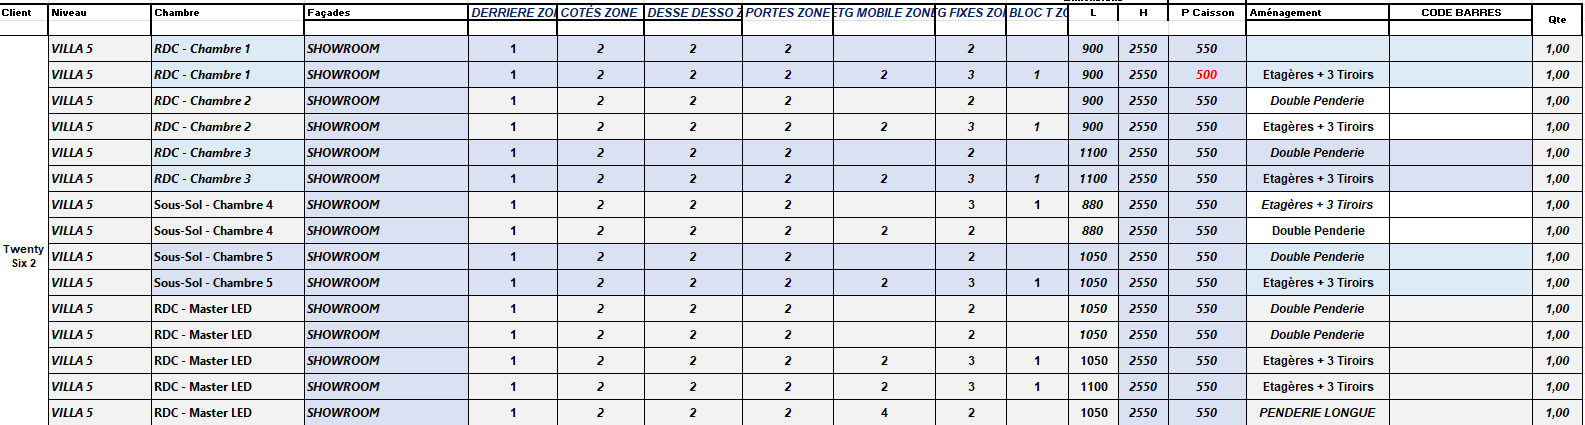 Client Niveau Chambre Façades DERRIERE ZO COTÉS ZONE DESSE DESSO Z PORTES ZONE ETG MOBILE ZONE G FIXES ZO BLOC T ZO L H P Caisson Aménagement CODE BARRES Qte
VILLA 5 RDC - Chambre 1 SHOWROOM 1 2 2 2 2 900 2550 550 1,00
VILLA 5 RDC - Chambre 1 SHOWROOM 1 2 2 2 2 3 1 900 2550 500 Etagères + 3 Tiroirs 1,00
VILLA 5 RDC - Chambre 2 SHOWROOM 1 2 2 2 2 900 2550 550 Double Penderie 1,00
VILLA 5 RDC - Chambre 2 SHOWROOM 1 2 2 2 2 3 1 900 2550 550 Etagères + 3 Tiroirs 1,00
VILLA 5 RDC - Chambre 3 SHOWROOM 1 2 2 2 2 1100 2550 550 Double Penderie 1,00
VILLA 5 RDC - Chambre 3 SHOWROOM 1 2 2 2 2 3 1 1100 2550 550 Etagères + 3 Tiroirs 1,00
VILLA 5 Sous-Sol - Chambre 4 SHOWROOM 1 2 2 2 3 1 880 2550 550 Etagères + 3 Tiroirs 1,00
VILLA 5 Sous-Sol - Chambre 4 SHOWROOM 1 2 2 2 2 2 880 2550 550 Double Penderie 1,00
Twenty Six 2
VILLA 5 Sous-Sol - Chambre 5 SHOWROOM 1 2 2 2 2 1050 2550 550 Double Penderie 1,00
VILLA 5 Sous-Sol - Chambre 5 SHOWROOM 1 2 2 2 2 3 1 1050 2550 550 Etagères + 3 Tiroirs 1,00
VILLA 5 RDC - Master LED SHOWROOM 1 2 2 2 2 1050 2550 550 Double Penderie 1,00
VILLA 5 RDC - Master LED SHOWROOM 1 2 2 2 2 1050 2550 550 Double Penderie 1,00
VILLA 5 RDC - Master LED SHOWROOM 1 2 2 2 2 3 1 1050 2550 550 Etagères + 3 Tiroirs 1,00
VILLA 5 RDC - Master LED SHOWROOM 1 2 2 2 2 3 1 1100 2550 550 Etagères + 3 Tiroirs 1,00
VILLA 5 RDC - Master LED SHOWROOM 1 2 2 2 4 2 1050 2550 550 PENDERIE LONGUE 1,00